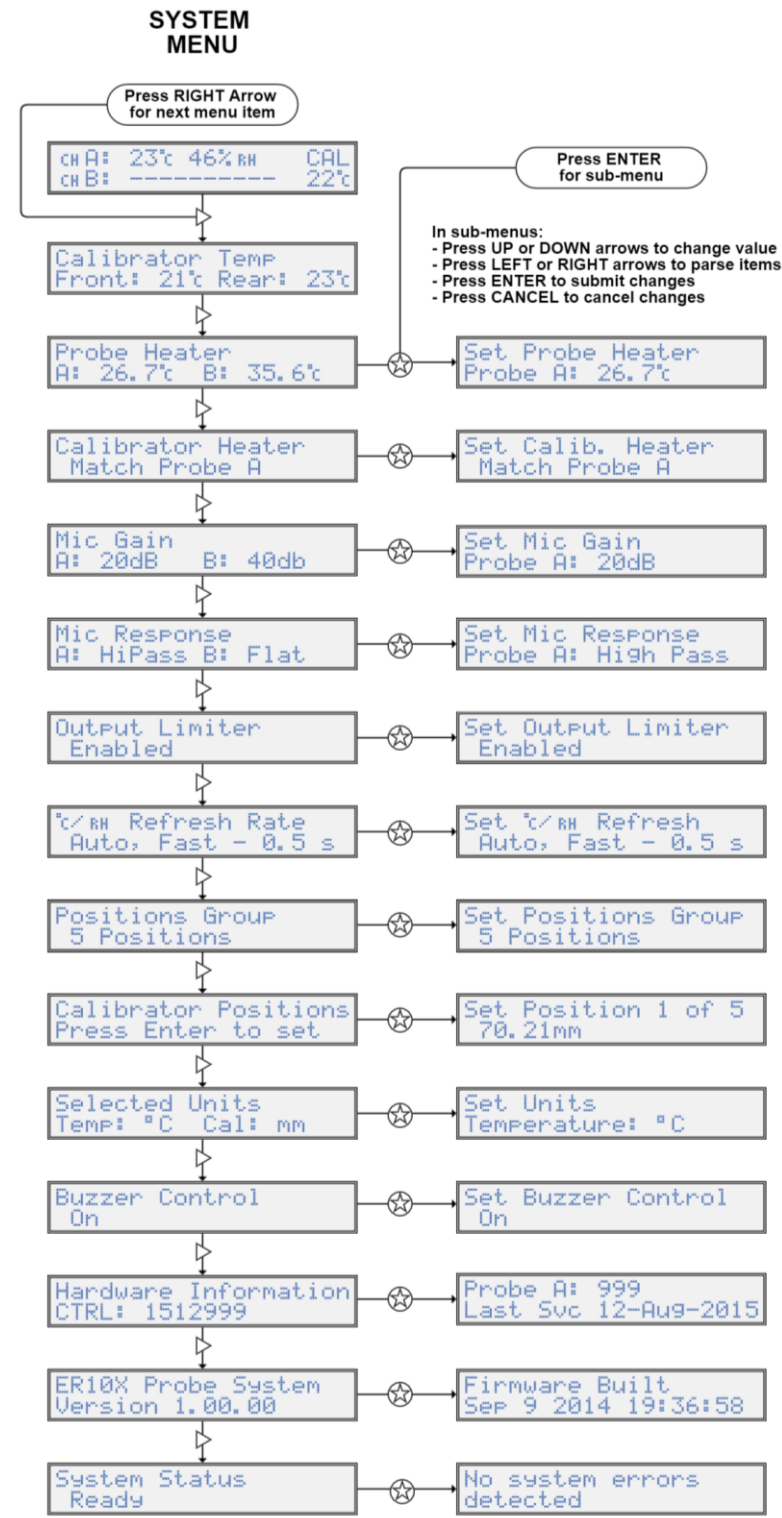 SYSTEM
MENU
Press RIGHT Arrow
for next menu item
CH A: 23℃ 46% RH CAL
CH B: ---------- 22℃
Press ENTER
for sub-menu
In sub-menus:
- Press UP or DOWN arrows to change value
- Press LEFT or RIGHT arrows to parse items
- Press ENTER to submit changes
- Press CANCEL to cancel changes
Calibrator Temp
Front: 21℃ Rear: 23℃
Probe Heater
A: 26.7℃ B: 35.6℃
Set Probe Heater
Probe A: 26.7℃
Calibrator Heater
Match Probe A
Set Calib. Heater
Match Probe A
Mic Gain
A: 20dB B: 40db
Set Mic Gain
Probe A: 20dB
Mic Response
A: HiPass B: Flat
Set Mic Response
Probe A: High Pass
Output Limiter
Enabled
Set Output Limiter
Enabled
℃/RH Refresh Rate
Auto, Fast - 0.5 s
Set ℃/RH Refresh
Auto, Fast - 0.5 s
Positions Group
5 Positions
Set Positions Group
5 Positions
Calibrator Positions
Press Enter to set
Set Position 1 of 5
70.21mm
Selected Units
Temp: °C Cal: mm
Set Units
Temperature: °C
Buzzer Control
On
Set Buzzer Control
On
Hardware Information
CTRL: 1512999
Probe A: 999
Last Svc 12-Aug-2015
ER10X Probe System
Version 1.00.00
Firmware Built
Sep 9 2014 19:36:58
System Status
Ready
No system errors
detected